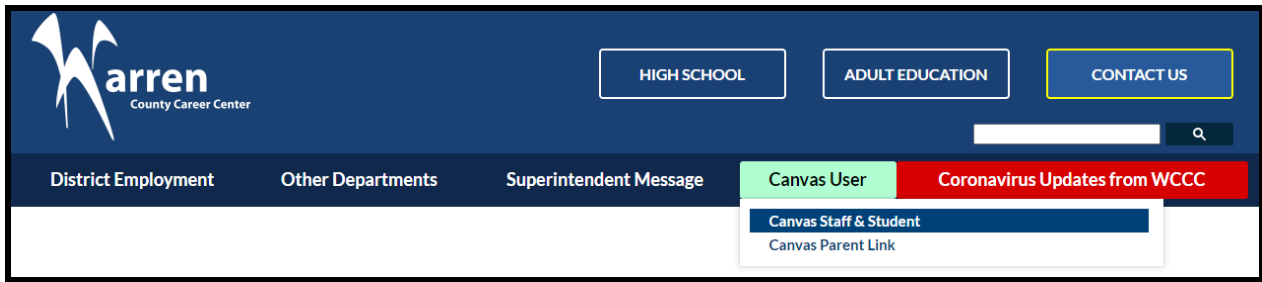 Warren
County Career Center
HIGH SCHOOL
ADULT EDUCATION
CONTACT US
District Employment
Other Departments
Superintendent Message
Canvas User
Coronavirus Updates from WCCC
Canvas Staff & Student
Canvas Parent Link